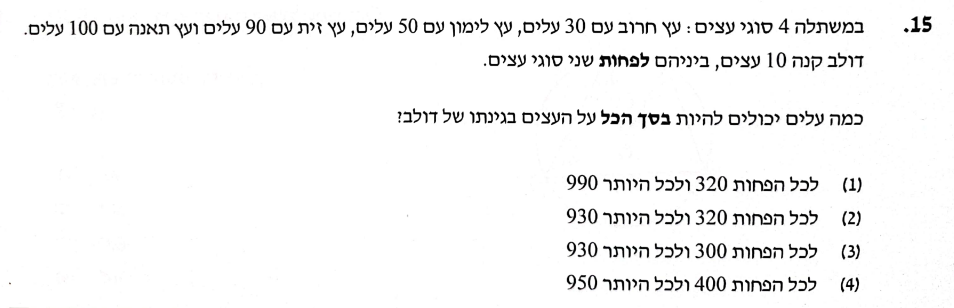 15. במשתלה 4 סוגי עצים: עץ חרוב עם 30 עלים, עץ לימון עם 50 עלים, עץ זית עם 90 עלים ועץ תאנה עם 100 עלים.
דולב קנה 10 עצים, ביניהם לפחות שני סוגי עצים.
כמה עלים יכולים להיות בסך הכל על העצים בגינתו של דולב?
(1) לכל הפחות 320 ולכל היותר 990
(2) לכל הפחות 320 ולכל היותר 930
(3) לכל הפחות 300 ולכל היותר 930
(4) לכל הפחות 400 ולכל היותר 950